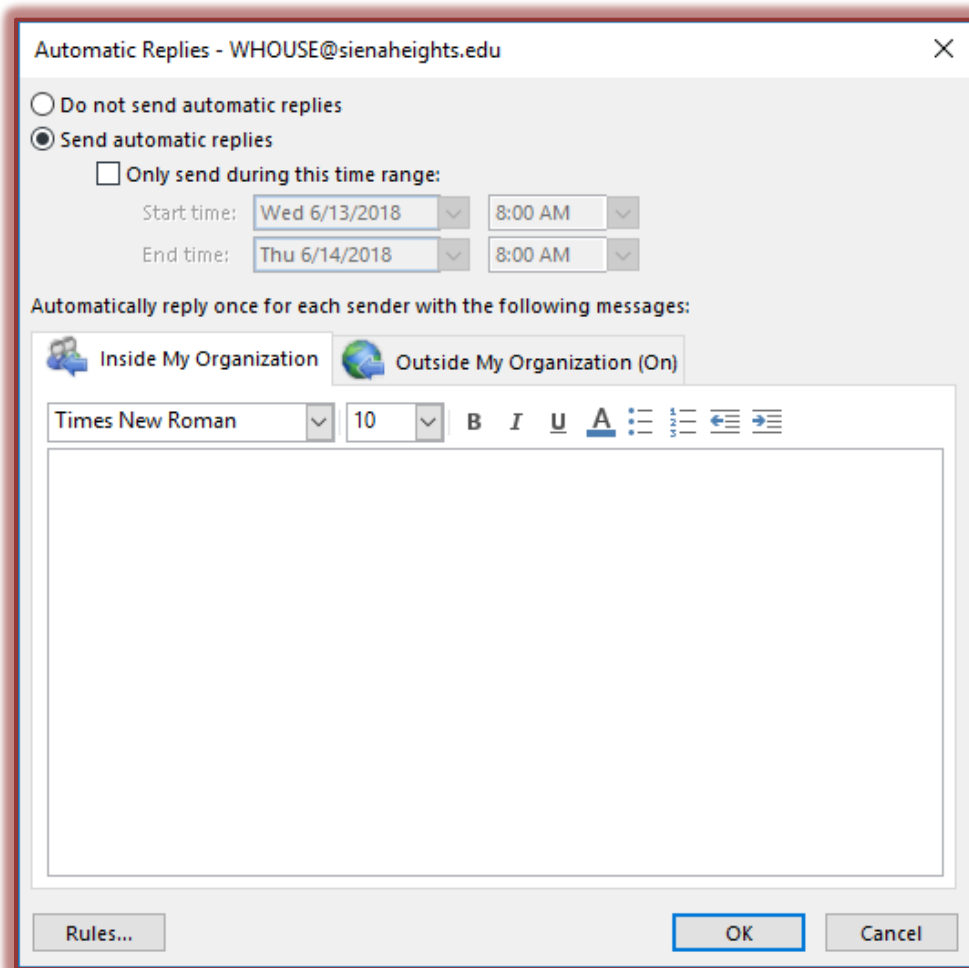 Automatic Replies - WHOUSE@sienaheights.edu
Do not send automatic replies
Send automatic replies
Only send during this time range:
Start time: Wed 6/13/2018 8:00 AM
End time: Thu 6/14/2018 8:00 AM
Automatically reply once for each sender with the following messages:
Inside My Organization Outside My Organization (On)
Times New Roman 10 B I U A
Rules... OK Cancel